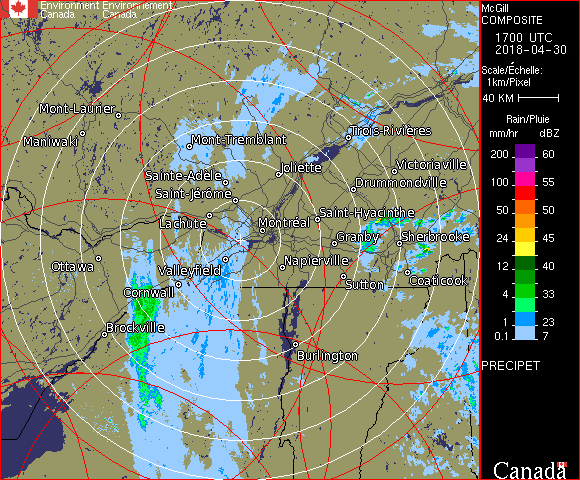 Environment Environnement
Canada Canada
McGill
COMPOSITE
1700 UTC
2018-04-30
Scale/Échelle:
1km/Pixel
40 KM
Rain/Pluie
mm/hr dBZ
200 60
100 55
50 50
24 45
12 40
4 33
1 23
0.1 7
PRECIPET
Canada
Mont-Laurier
Maniwaki
Mont-Tremblant
Trois-Rivières
Sainte-Adèle
Joliette
Victoriaville
Saint-Jérôme
Drummondville
Lachute
Montréal
Saint-Hyacinthe
Granby
Sherbrooke
Ottawa
Valleyfield
Napierville
Cornwall
Sutton
Coaticook
Brockville
Burlington